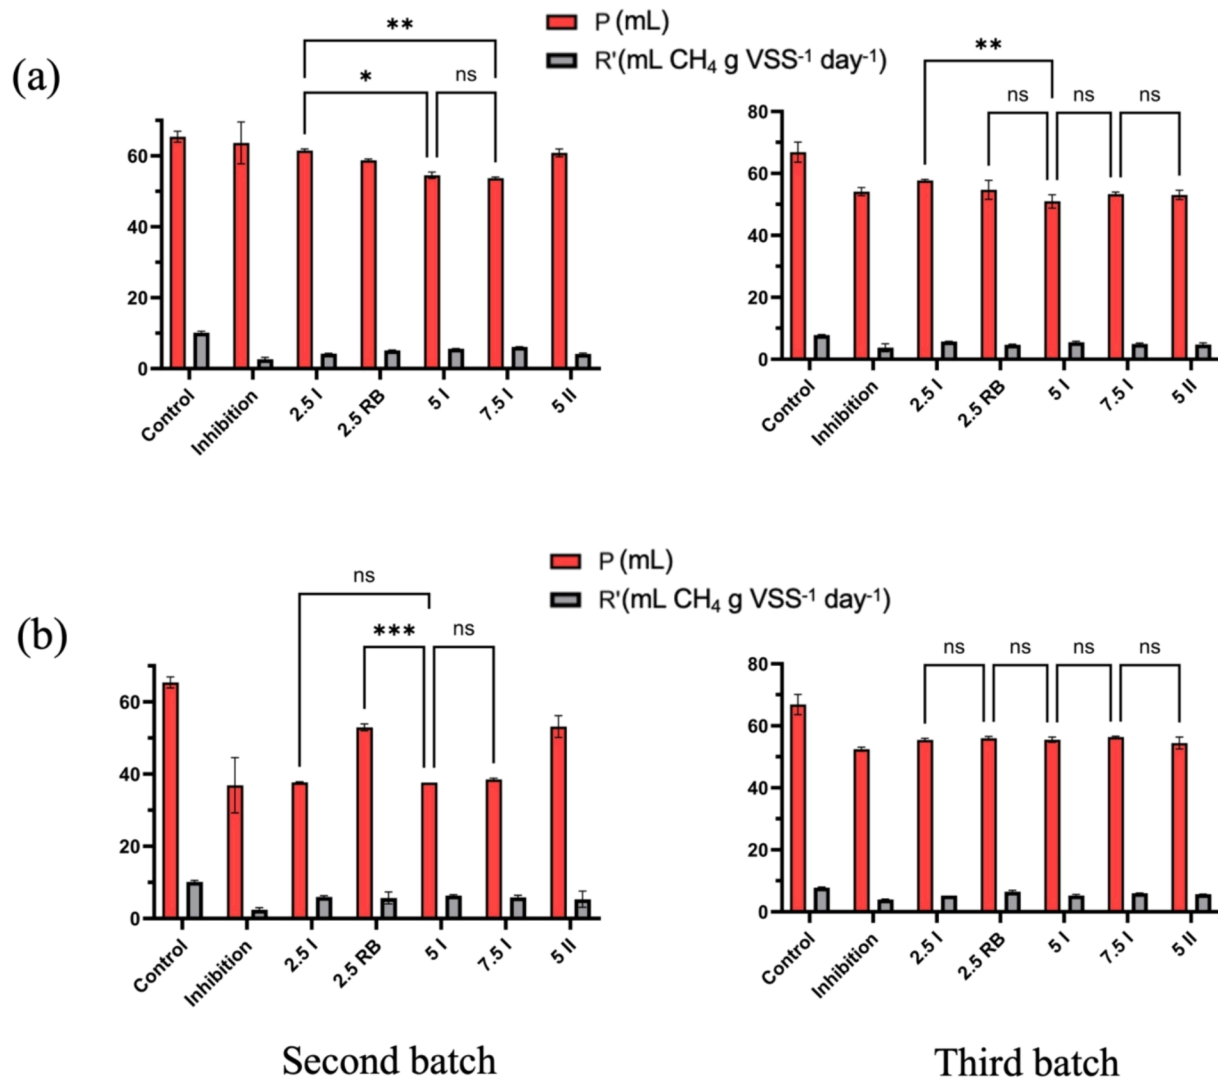 (a)
P (mL)
R'(mL CH₄ g VSS⁻¹ day⁻¹)
**
*
ns
60
40
20
0
Control
Inhibition
2.5 I
2.5 RB
5 I
7.5 I
5 II
**
ns
ns
ns
80
60
40
20
0
Control
Inhibition
2.5 I
2.5 RB
5 I
7.5 I
5 II
(b)
P (mL)
R'(mL CH₄ g VSS⁻¹ day⁻¹)
ns
***
ns
60
40
20
0
Control
Inhibition
2.5 I
2.5 RB
5 I
7.5 I
5 II
ns
ns
ns
ns
80
60
40
20
0
Control
Inhibition
2.5 I
2.5 RB
5 I
7.5 I
5 II
Second batch
Third batch